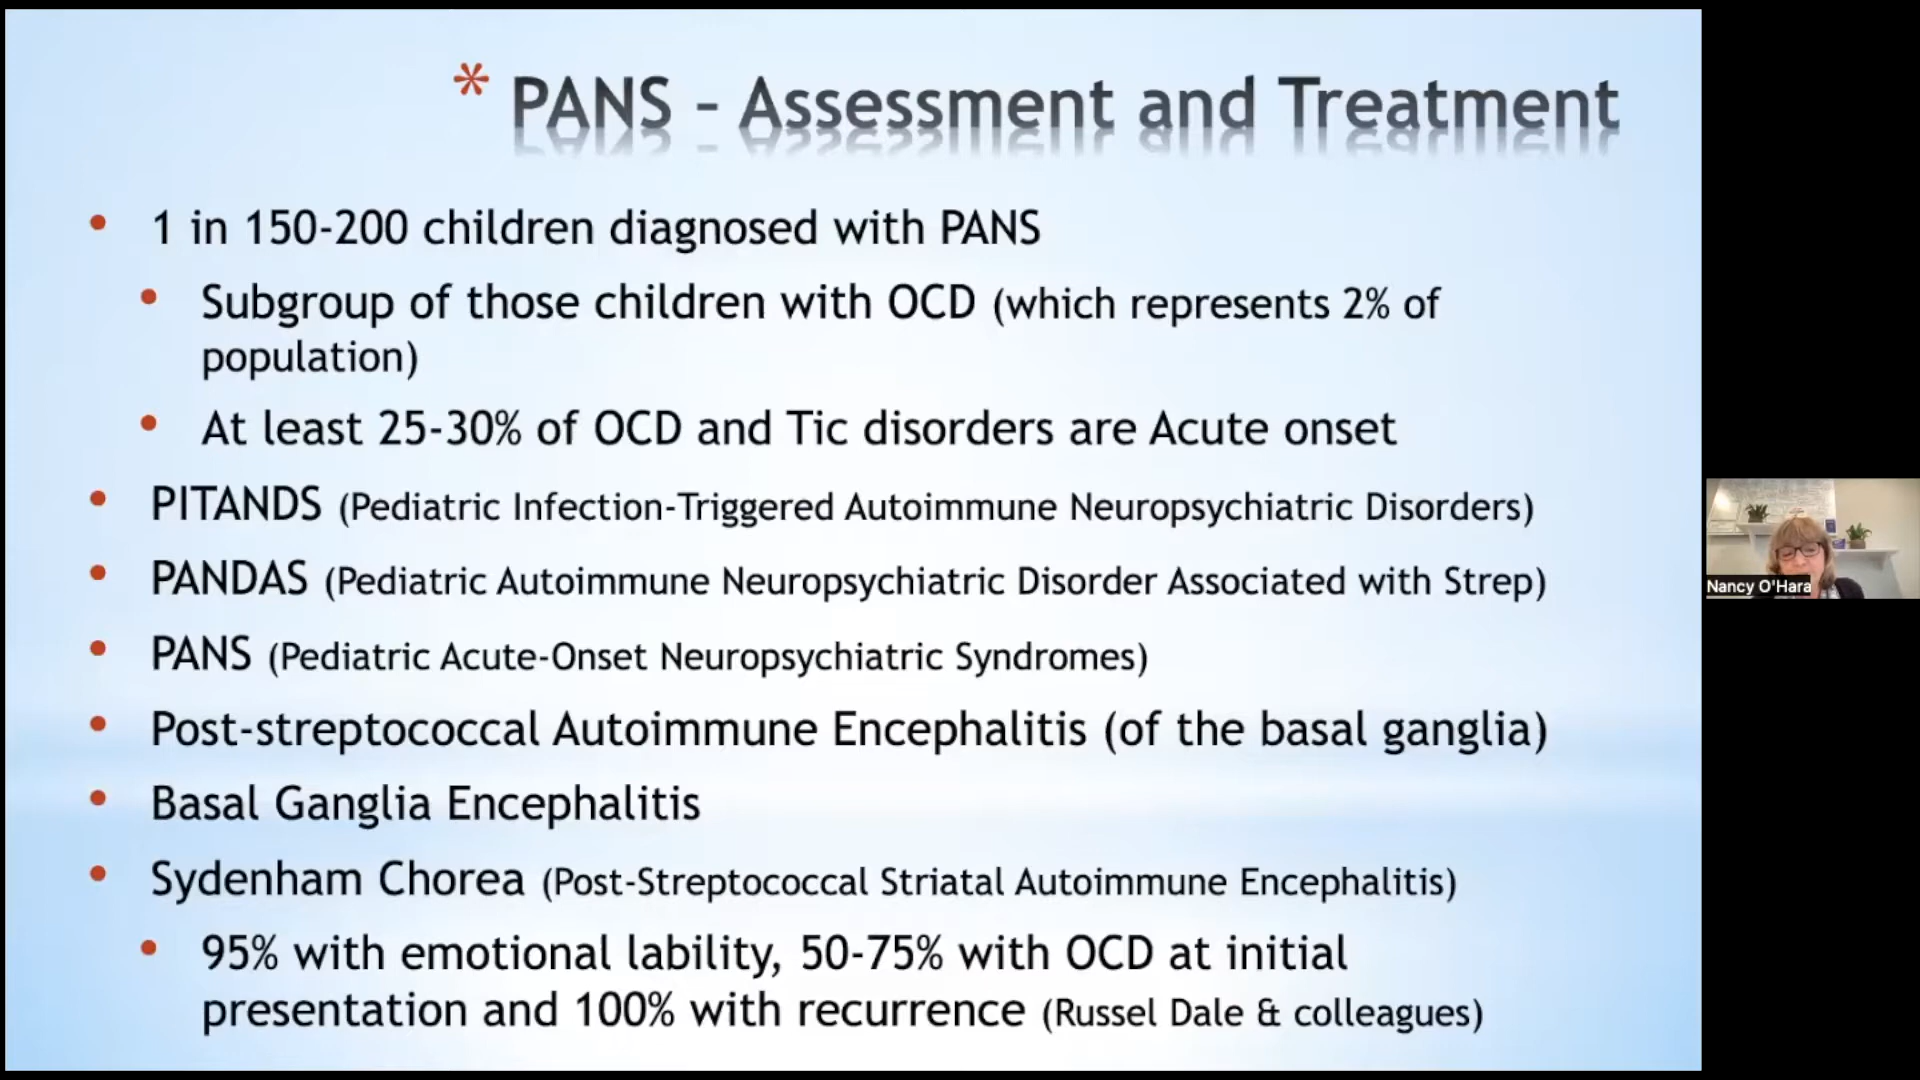 * PANS – Assessment and Treatment
• 1 in 150-200 children diagnosed with PANS
• Subgroup of those children with OCD (which represents 2% of
population)
• At least 25-30% of OCD and Tic disorders are Acute onset
• PITANDS (Pediatric Infection-Triggered Autoimmune Neuropsychiatric Disorders)
• PANDAS (Pediatric Autoimmune Neuropsychiatric Disorder Associated with Strep)
• PANS (Pediatric Acute-Onset Neuropsychiatric Syndromes)
• Post-streptococcal Autoimmune Encephalitis (of the basal ganglia)
• Basal Ganglia Encephalitis
• Sydenham Chorea (Post-Streptococcal Striatal Autoimmune Encephalitis)
• 95% with emotional lability, 50-75% with OCD at initial
presentation and 100% with recurrence (Russel Dale & colleagues)
Nancy O'Hara